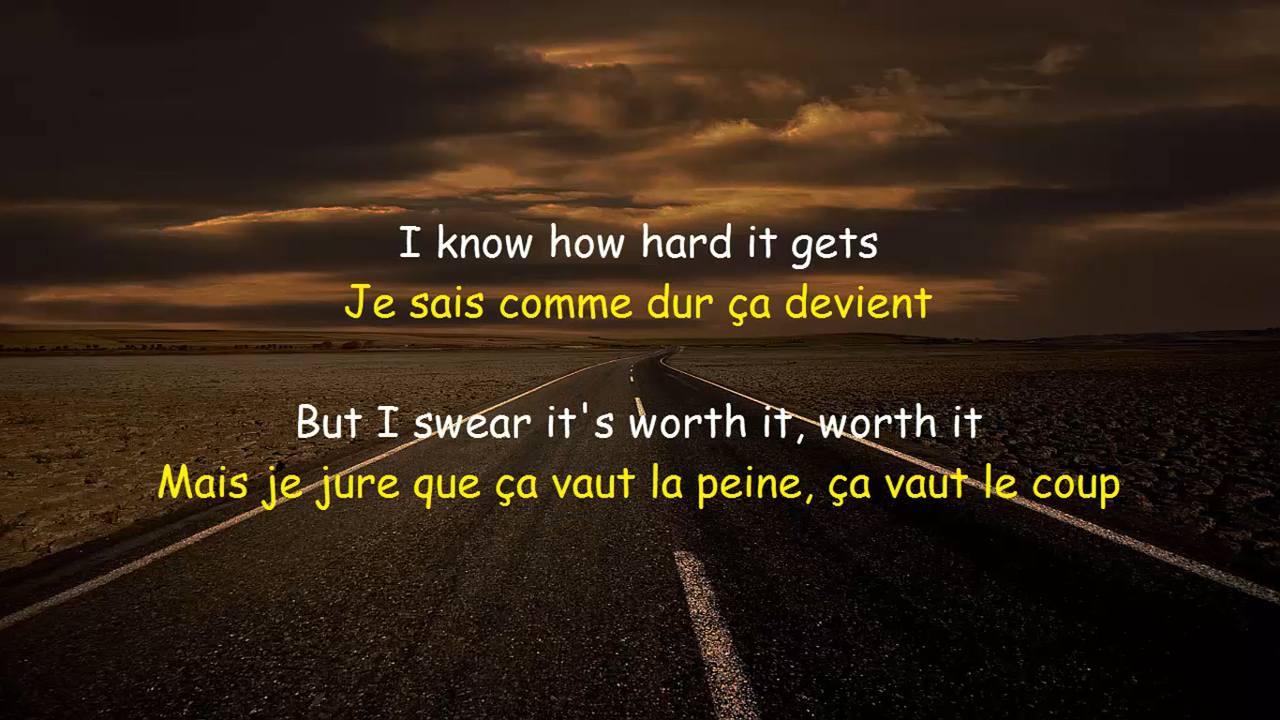 I know how hard it gets
Je sais comme dur ça devient
But I swear it's worth it, worth it
Mais je jure que ça vaut la peine, ça vaut le coup